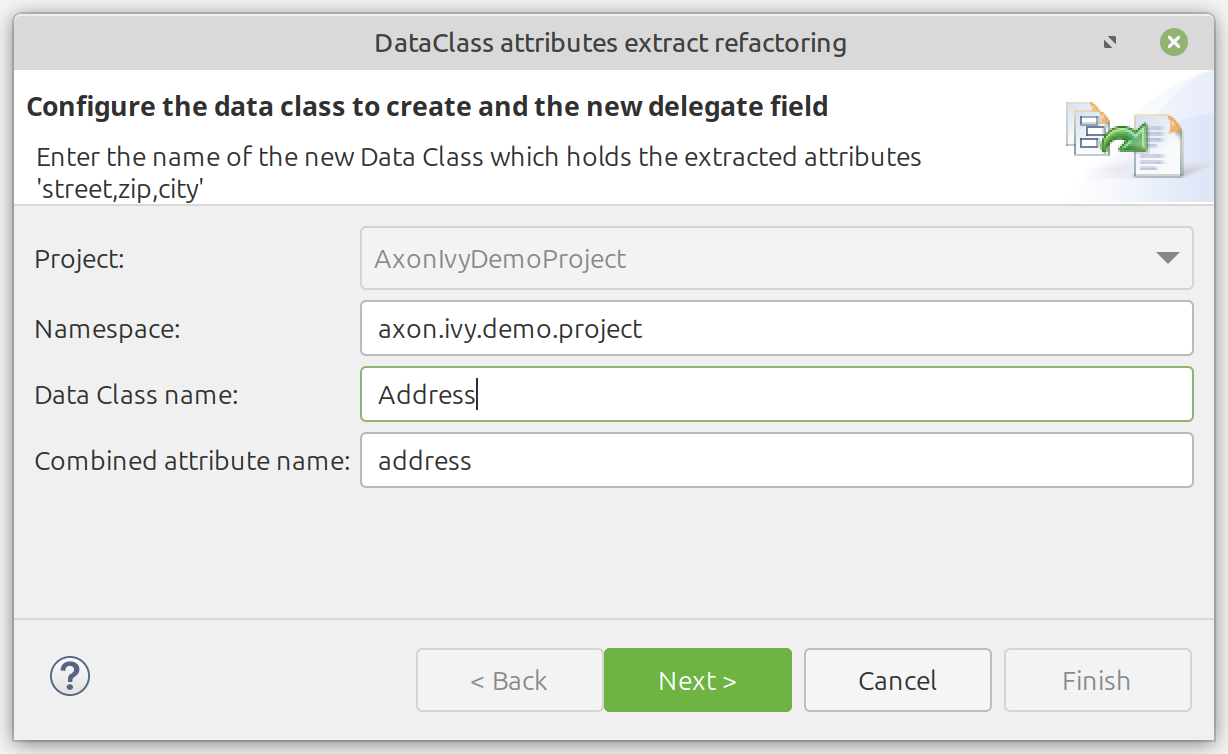 DataClass attributes extract refactoring
Configure the data class to create and the new delegate field
Enter the name of the new Data Class which holds the extracted attributes
'street,zip,city'
Project: AxonIvyDemoProject
Namespace: axon.ivy.demo.project
Data Class name: Address
Combined attribute name: address
? < Back Next > Cancel Finish